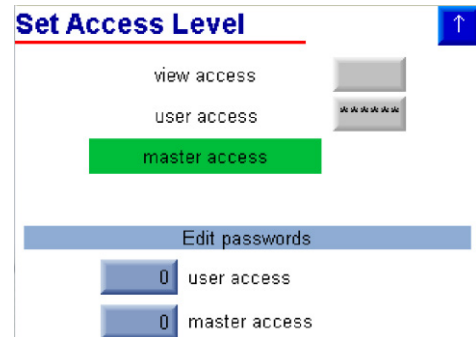 Set Access Level ↑
view access
user access ******
master access
Edit passwords
0 user access
0 master access